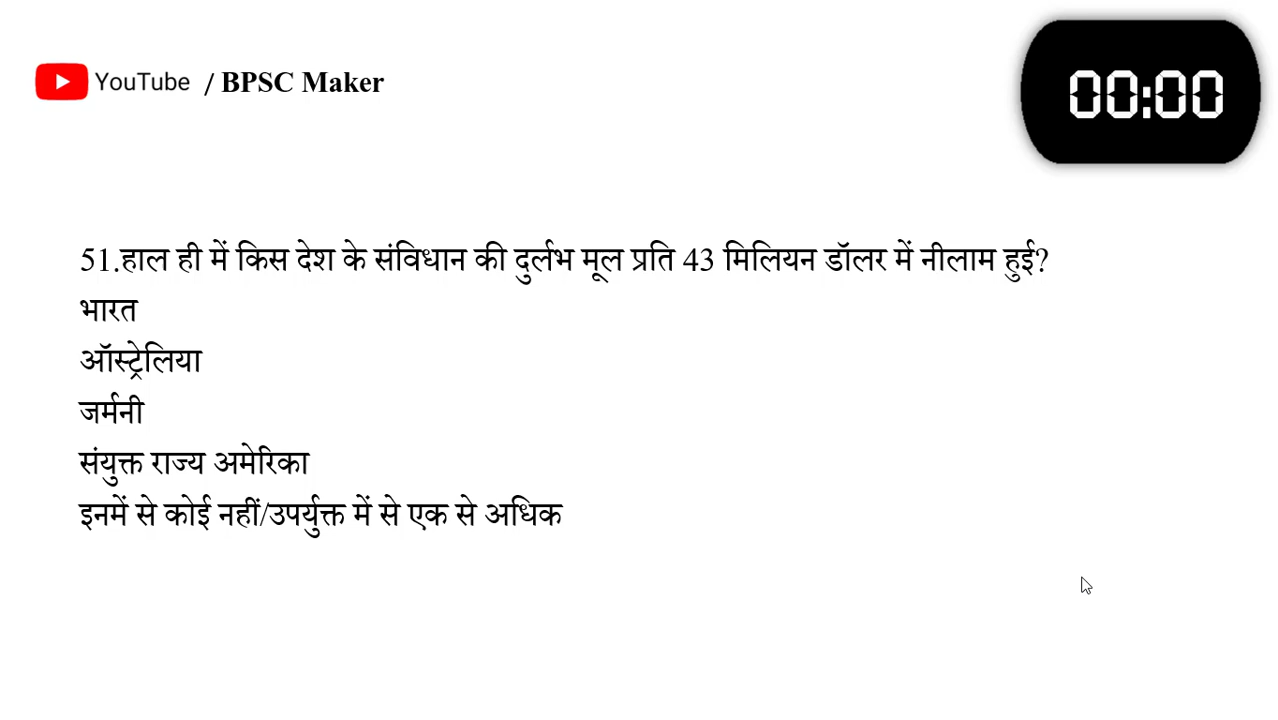 YouTube / BPSC Maker
00:00
51.हाल ही में किस देश के संविधान की दुर्लभ मूल प्रति 43 मिलियन डॉलर में नीलाम हुई?
भारत
ऑस्ट्रेलिया
जर्मनी
संयुक्त राज्य अमेरिका
इनमें से कोई नहीं/उपर्युक्त में से एक से अधिक